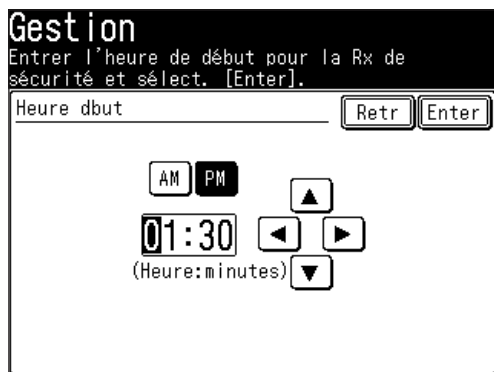 Gestion
Entrer l'heure de début pour la Rx de
sécurité et sélect. [Enter].
Heure dbut
Retr Enter
AM PM
01:30
(Heure:minutes)